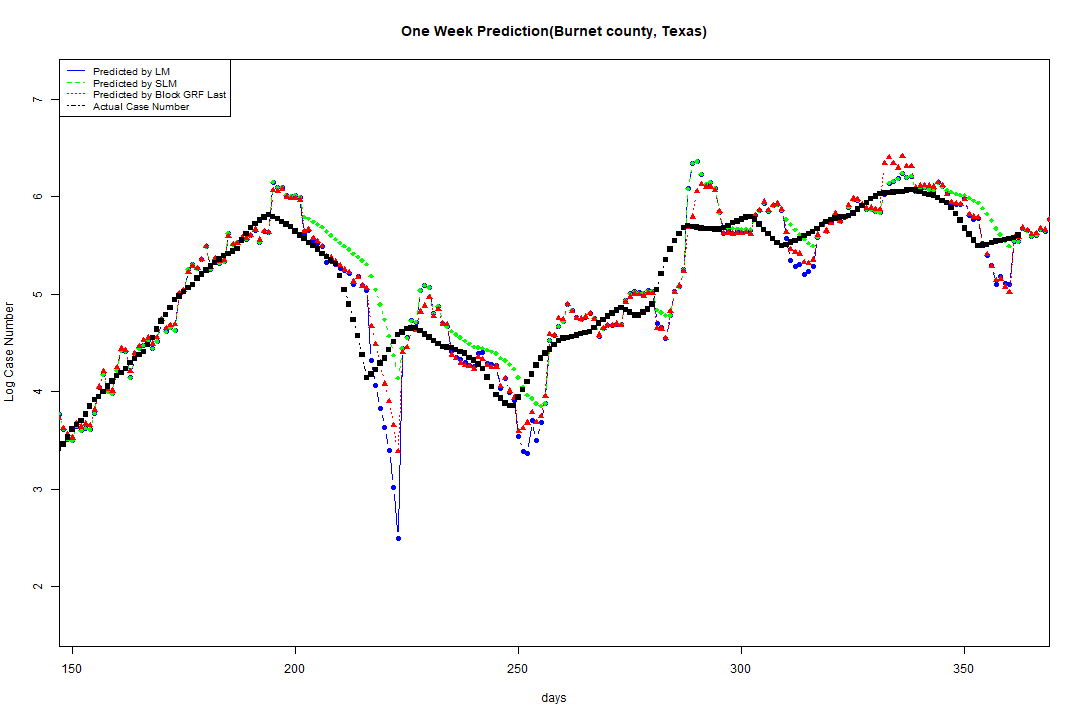 One Week Prediction(Burnet county, Texas)
Predicted by LM
Predicted by SLM
Predicted by Block GRF Last
Actual Case Number
7
6
5
4
3
2
Log Case Number
150 200 250 300 350
days